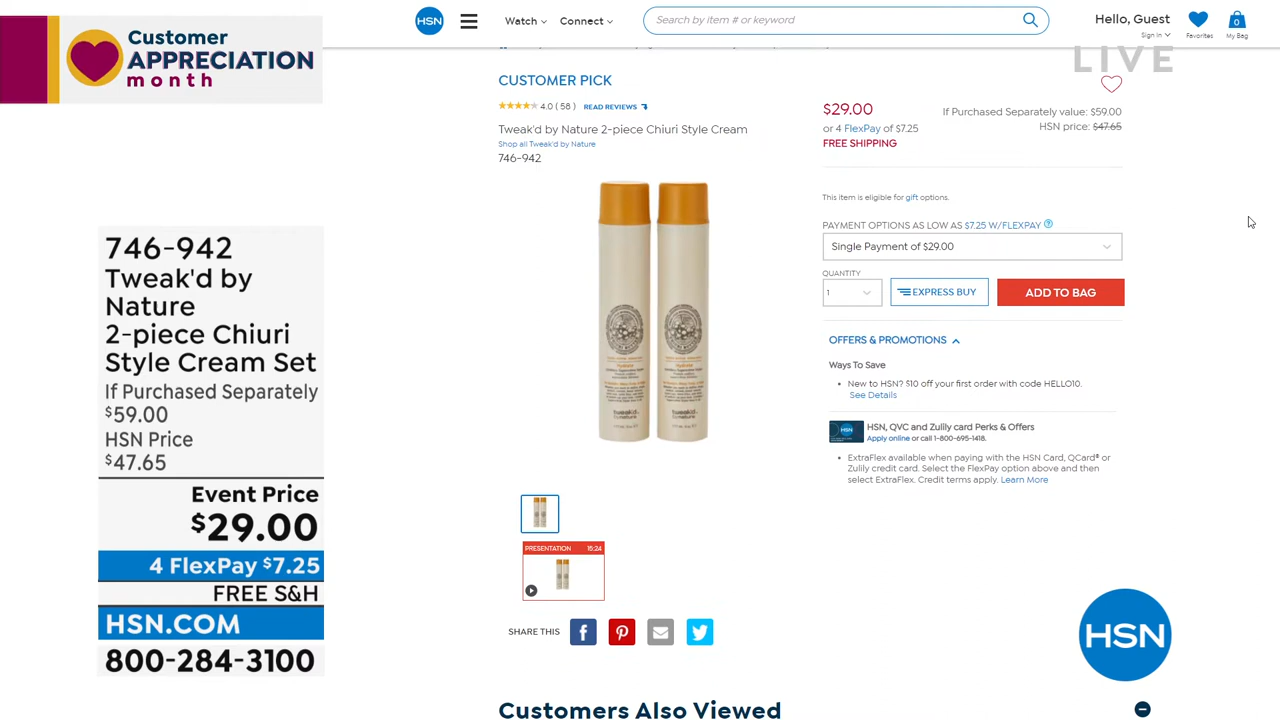 Customer
APPRECIATION
month
746-942
Tweak'd by
Nature
2-piece Chiuri
Style Cream Set
If Purchased Separately
$59.00
HSN Price
$47.65
Event Price
$29.00
4 FlexPay $7.25
FREE S&H
HSN.COM
800-284-3100
HSN
Watch
Connect
Search by item # or keyword
Hello, Guest
Sign in
Favorites
0
My Bag
LIVE
CUSTOMER PICK
4.0 ( 58 ) READ REVIEWS
Tweak'd by Nature 2-piece Chiuri Style Cream
Shop all Tweak'd by Nature
746-942
tweak'd
by nature
tweak'd
by nature
PRESENTATION 15:24
SHARE THIS
$29.00
or 4 FlexPay of $7.25
FREE SHIPPING
If Purchased Separately value: $59.00
HSN price: $47.65
This item is eligible for gift options.
PAYMENT OPTIONS AS LOW AS $7.25 W/FLEXPAY ?
Single Payment of $29.00
QUANTITY
1
EXPRESS BUY
ADD TO BAG
OFFERS & PROMOTIONS
Ways To Save
• New to HSN? $10 off your first order with code HELLO10.
See Details
HSN
HSN, QVC and Zulily card Perks & Offers
Apply online or call 1-800-695-1418.
• ExtraFlex available when paying with the HSN Card, QCard® or
Zulily credit card. Select the FlexPay option above and then
select ExtraFlex. Credit terms apply. Learn More
HSN
Customers Also Viewed